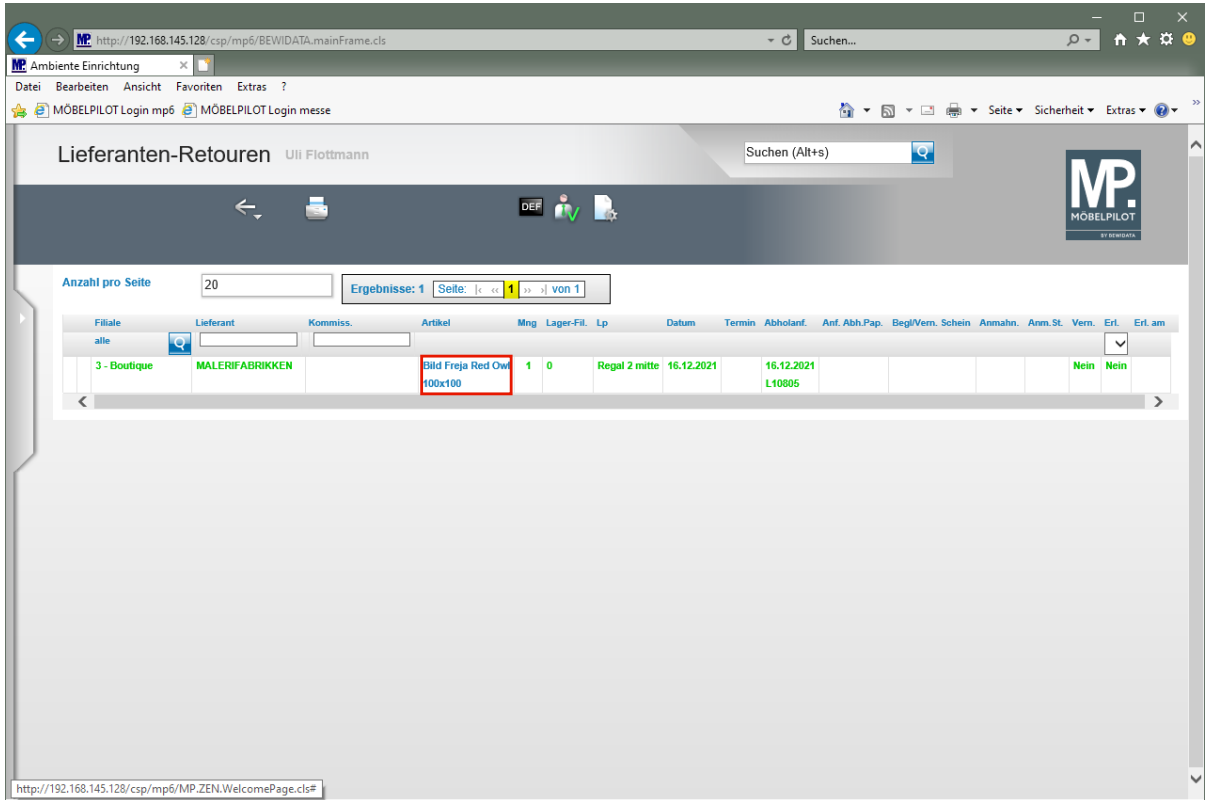 http://192.168.145.128/csp/mp6/BEWIDATA.mainFrame.cls
Suchen...
Ambiente Einrichtung
Datei Bearbeiten Ansicht Favoriten Extras ?
MÖBELPILOT Login mp6 MÖBELPILOT Login messe
Seite Sicherheit Extras
Lieferanten-Retouren Uli Flottmann
Suchen (Alt+s)
MP.
MÖBELPILOT
BY BEWIDATA
DEF
Anzahl pro Seite 20 Ergebnisse: 1 Seite: |‹ ‹‹ 1 ›› ›| von 1
Filiale Lieferant Kommiss. Artikel Mng Lager-Fil. Lp Datum Termin Abholanf. Anf. Abh.Pap. Begl/Vern. Schein Anmahn. Anm.St. Vern. Erl. Erl. am
alle
3 - Boutique MALERIFABRIKKEN Bild Freja Red Owl 1 0 Regal 2 mitte 16.12.2021 16.12.2021 Nein Nein
100x100 L10805
http://192.168.145.128/csp/mp6/MP.ZEN.WelcomePage.cls#